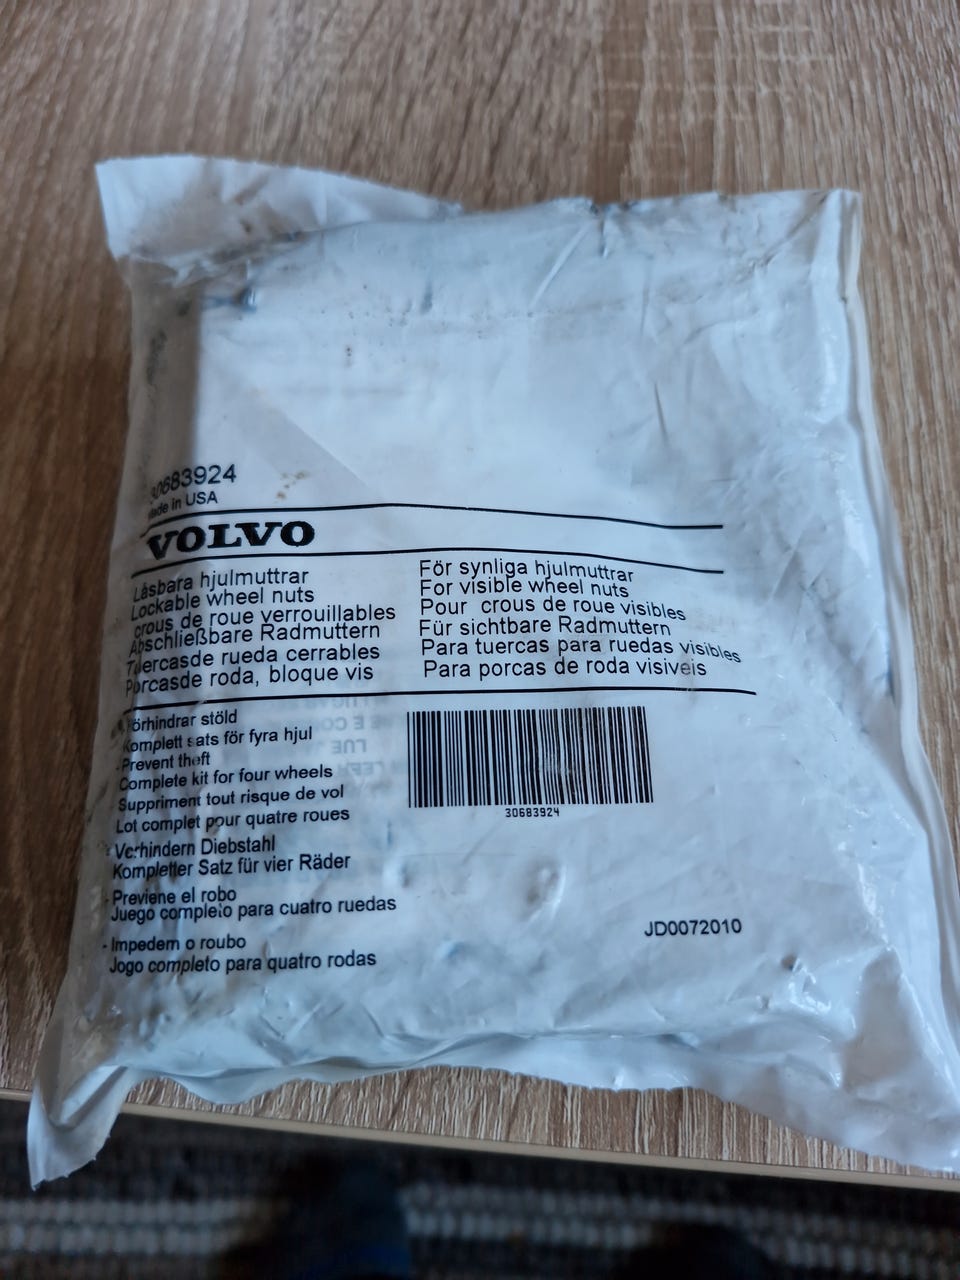 30683924
Made in USA
VOLVO
Låsbara hjulmuttrar
Lockable wheel nuts
crous de roue verrouillables
Abschließbare Radmuttern
Tuercasde rueda cerrables
Porcasde roda, bloque vis
För synliga hjulmuttrar
For visible wheel nuts
Pour crous de roue visibles
Für sichtbare Radmuttern
Para tuercas para ruedas visibles
Para porcas de roda visiveis
Förhindrar stöld
Komplett sats för fyra hjul
- Prevent theft
Complete kit for four wheels
- Suppriment tout risque de vol
Lot complet pour quatre roues
- Verhindern Diebstahl
Kompletter Satz für vier Räder
- Previene el robo
Juego completo para cuatro ruedas
- Impedem o roubo
Jogo completo para quatro rodas
30683924
JD0072010